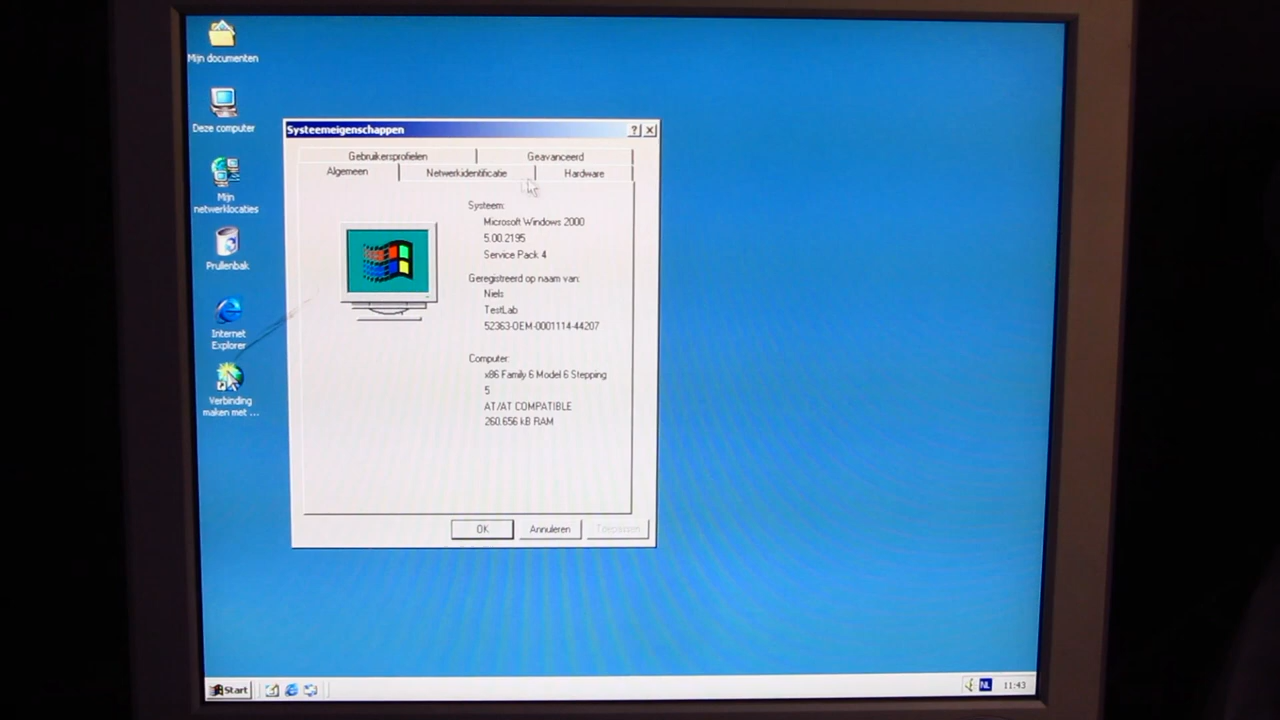 Mijn documenten
Deze computer
Mijn
netwerklocaties
Prullenbak
Internet
Explorer
Verbinding
maken met ...
Systeemeigenschappen
Gebruikersprofielen
Geavanceerd
Algemeen
Netwerkidentificatie
Hardware
Systeem:
Microsoft Windows 2000
5.00.2195
Service Pack 4
Geregistreerd op naam van:
Niels
TestLab
52363-OEM-0001114-44207
Computer:
x86 Family 6 Model 6 Stepping
5
AT/AT COMPATIBLE
260.656 kB RAM
OK
Annuleren
Toepassen
Start
NL
11:43